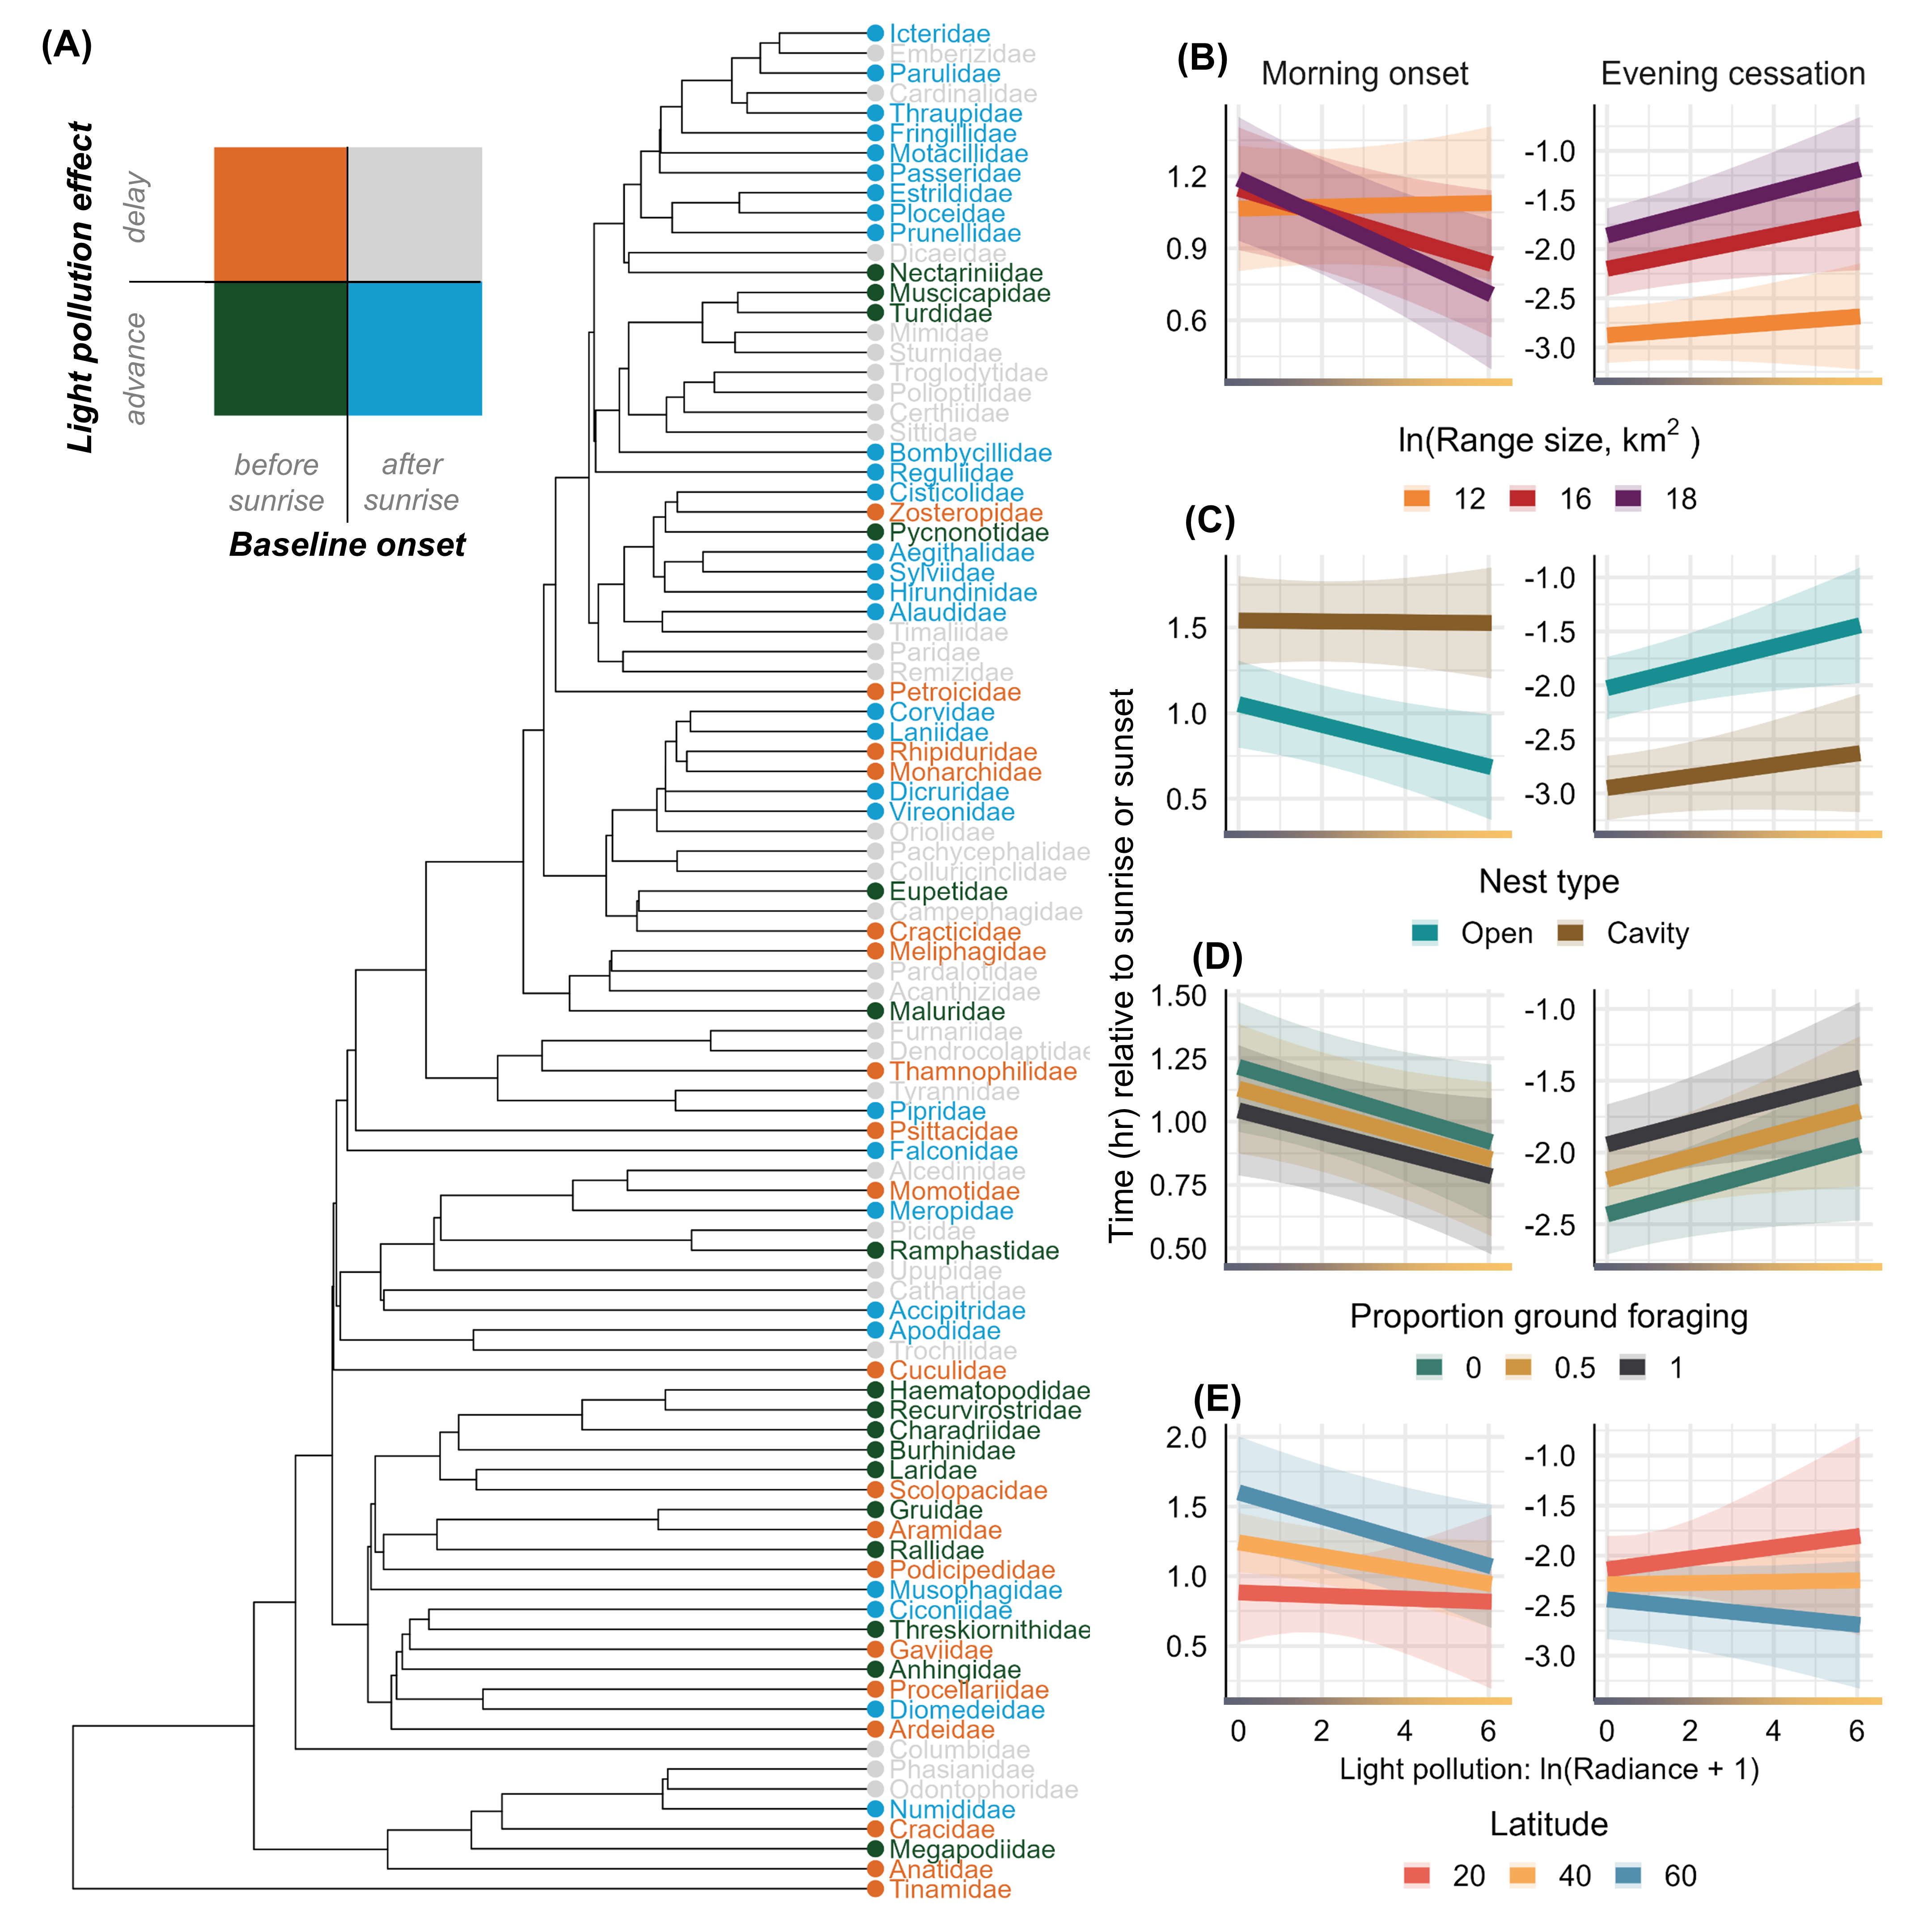 (A)
Light pollution effect
delay
advance
before
sunrise
after
sunrise
Baseline onset
Icteridae
Emberizidae
Parulidae
Cardinalidae
Thraupidae
Fringillidae
Motacillidae
Passeridae
Estrildidae
Ploceidae
Prunellidae
Dicaeidae
Nectariniidae
Muscicapidae
Turdidae
Mimidae
Sturnidae
Troglodytidae
Polioptilidae
Certhiidae
Sittidae
Bombycillidae
Regulidae
Cisticolidae
Zosteropidae
Pycnonotidae
Aegithalidae
Sylviidae
Hirundinidae
Alaudidae
Timaliidae
Paridae
Remizidae
Petroicidae
Corvidae
Laniidae
Rhipiduridae
Monarchidae
Dicruridae
Vireonidae
Oriolidae
Pachycephalidae
Colluricinclidae
Eupetidae
Campephagidae
Cracticidae
Meliphagidae
Pardalotidae
Acanthizidae
Maluridae
Furnariidae
Dendrocolaptidae
Thamnophilidae
Tyrannidae
Pipridae
Psittacidae
Falconidae
Alcedinidae
Momotidae
Meropidae
Picidae
Ramphastidae
Upupidae
Cathartidae
Accipitridae
Apodidae
Trochilidae
Cuculidae
Haematopodidae
Recurvirostridae
Charadriidae
Burhinidae
Laridae
Scolopacidae
Gruidae
Aramidae
Rallidae
Podicipedidae
Musophagidae
Ciconiidae
Threskiornithidae
Gaviidae
Anhingidae
Procellariidae
Diomedeidae
Ardeidae
Columbidae
Phasianidae
Odontophoridae
Numididae
Cracidae
Megapodiidae
Anatidae
Tinamidae
Time (hr) relative to sunrise or sunset
(B)
Morning onset
Evening cessation
1.2
0.9
0.6
-1.0
-1.5
-2.0
-2.5
-3.0
ln(Range size, km2 )
12 16 18
(C)
1.5
1.0
0.5
-1.0
-1.5
-2.0
-2.5
-3.0
Nest type
Open Cavity
(D)
1.50
1.25
1.00
0.75
0.50
-1.0
-1.5
-2.0
-2.5
Proportion ground foraging
0 0.5 1
(E)
2.0
1.5
1.0
0.5
-1.0
-1.5
-2.0
-2.5
-3.0
0 2 4 6
0 2 4 6
Light pollution: ln(Radiance + 1)
Latitude
20 40 60